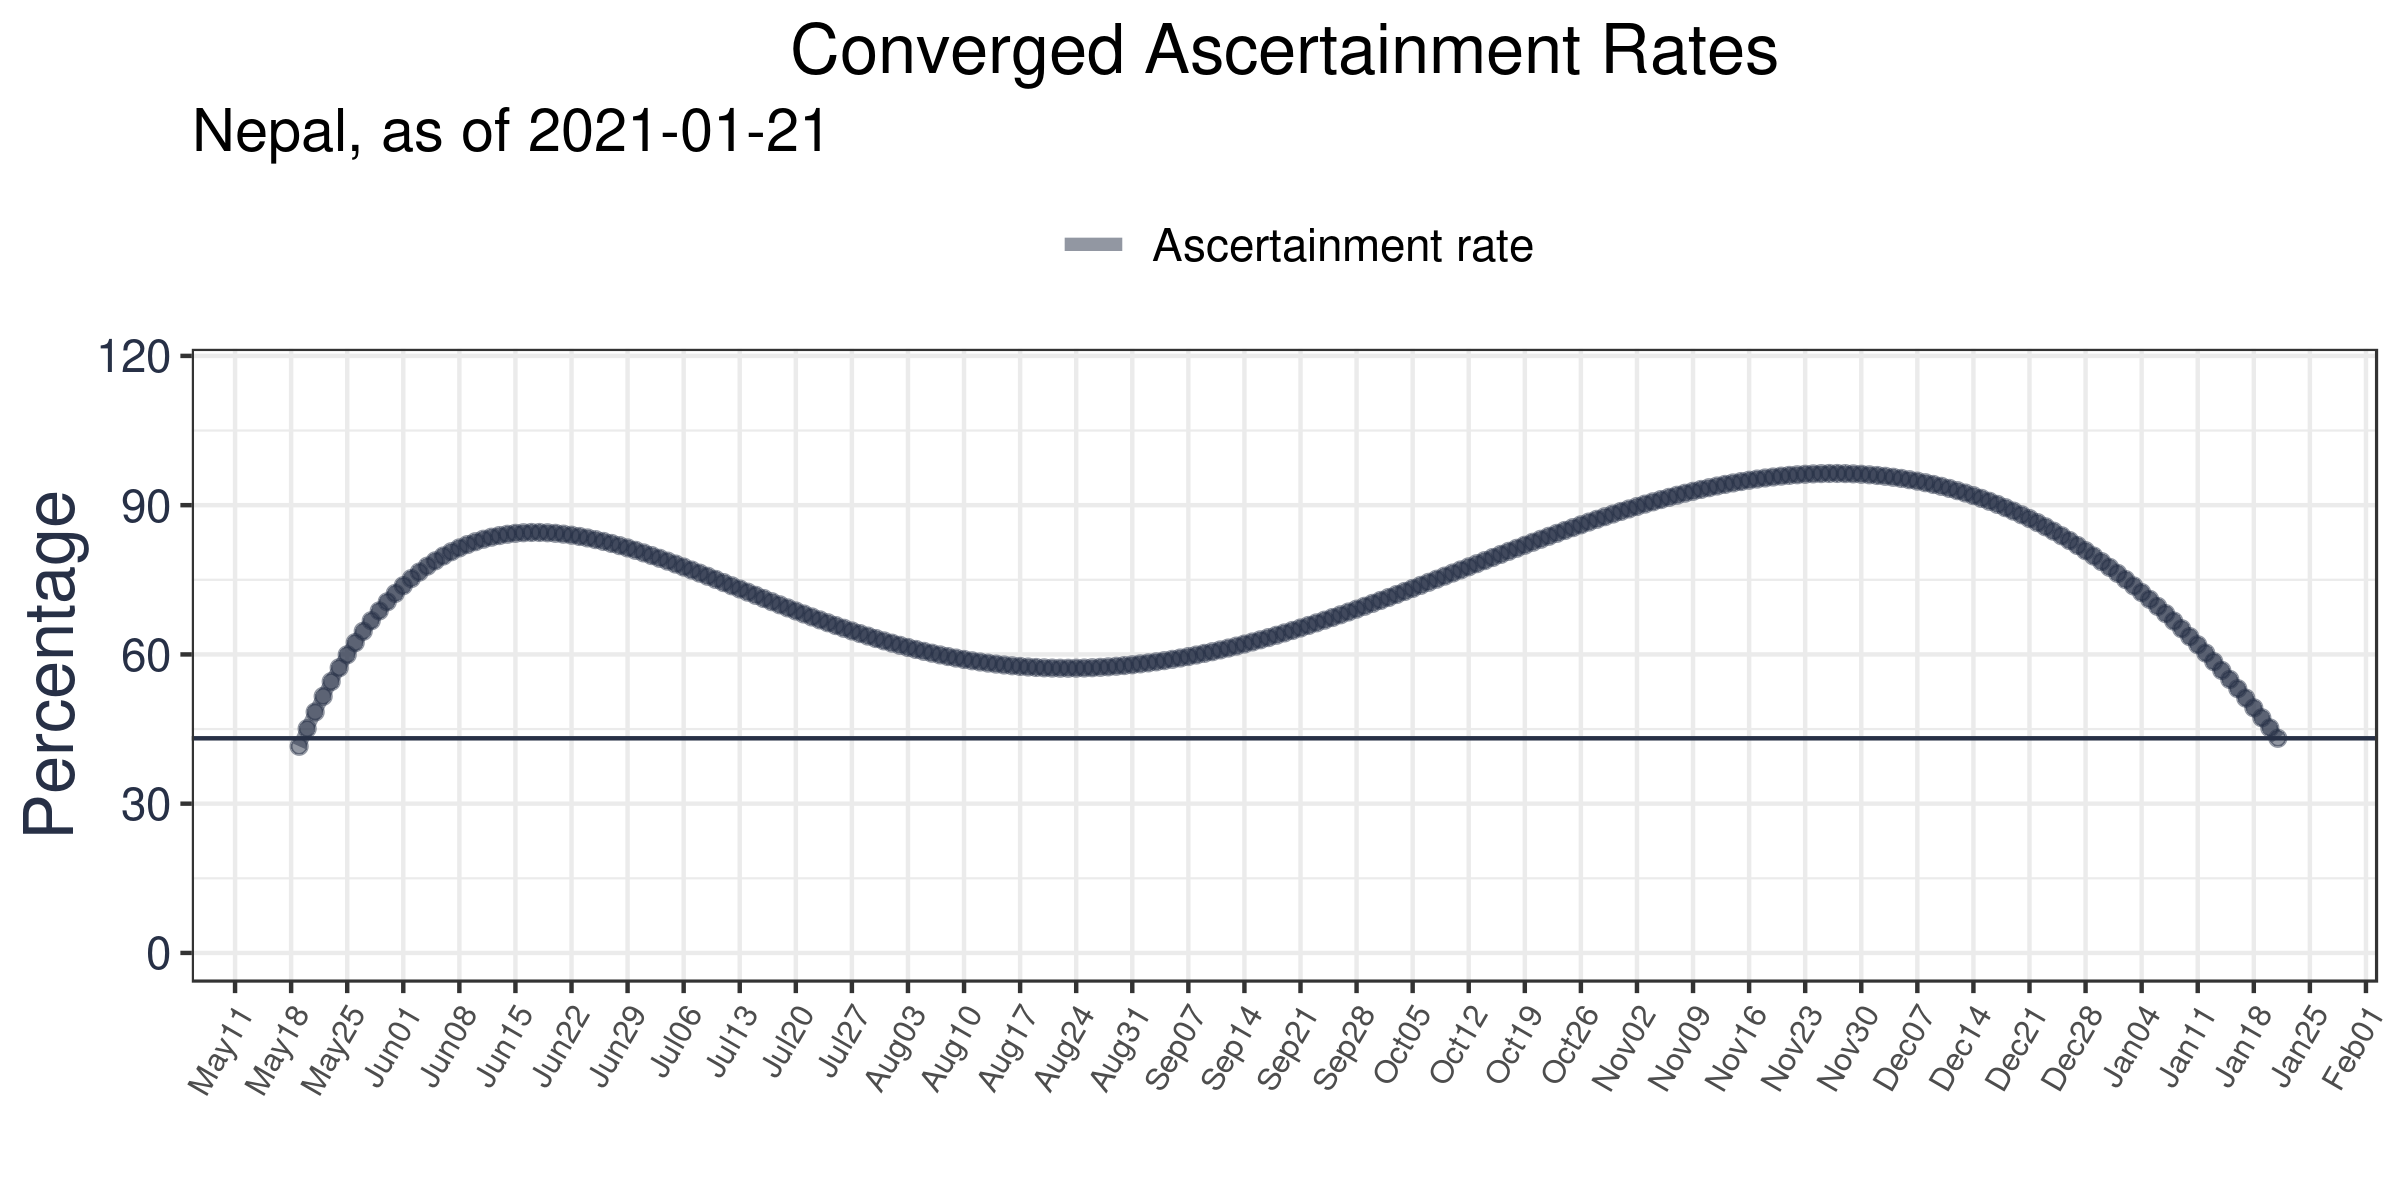 Converged Ascertainment Rates
Nepal, as of 2021-01-21
Ascertainment rate
Percentage
120
90
60
30
0
May11
May18
May25
Jun01
Jun08
Jun15
Jun22
Jun29
Jul06
Jul13
Jul20
Jul27
Aug03
Aug10
Aug17
Aug24
Aug31
Sep07
Sep14
Sep21
Sep28
Oct05
Oct12
Oct19
Oct26
Nov02
Nov09
Nov16
Nov23
Nov30
Dec07
Dec14
Dec21
Dec28
Jan04
Jan11
Jan18
Jan25
Feb01